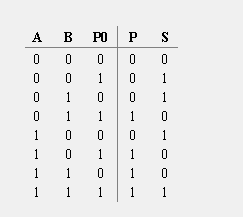 A B P0 P S
0 0 0 0 0
0 0 1 0 1
0 1 0 0 1
0 1 1 1 0
1 0 0 0 1
1 0 1 1 0
1 1 0 1 0
1 1 1 1 1